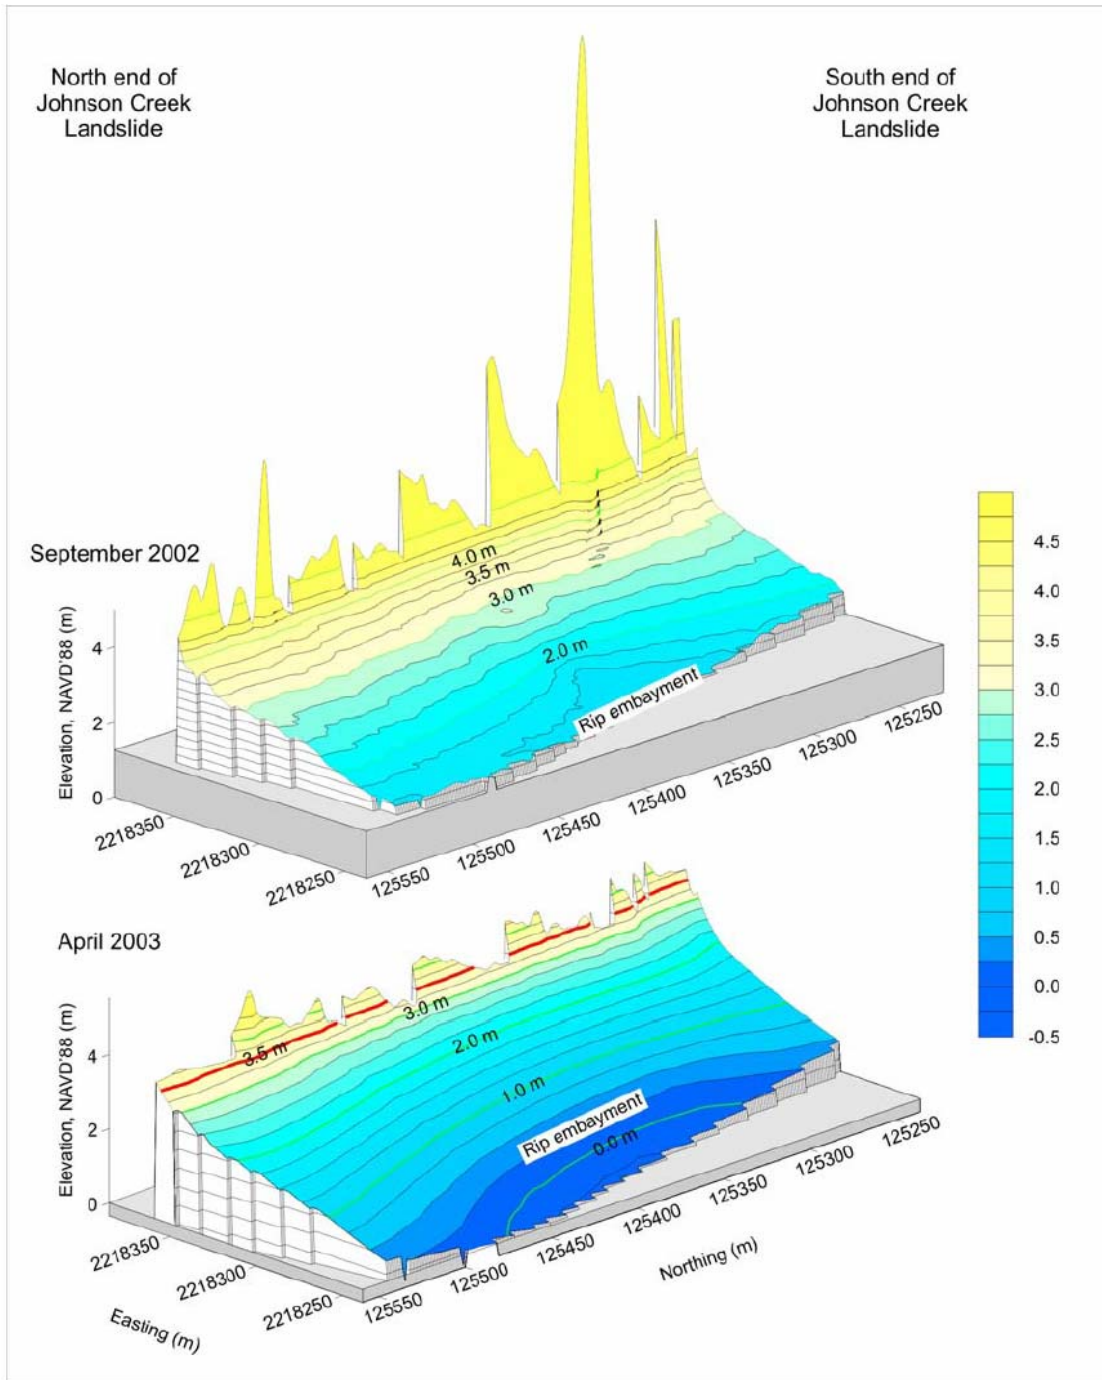 North end of
Johnson Creek
Landslide
South end of
Johnson Creek
Landslide
September 2002
4.0 m
3.5 m
3.0 m
2.0 m
Rip embayment
Elevation, NAVD'88 (m)
4
2
0
2218350
2218300
2218250
125550
125500
125450
125400
125350
125300
125250
4.5
4.0
3.5
3.0
2.5
2.0
1.5
1.0
0.5
0.0
-0.5
April 2003
3.5 m
3.0 m
2.0 m
1.0 m
Rip embayment
0.0 m
Elevation, NAVD'88 (m)
4
2
0
2218350
2218300
2218250
125550
125500
125450
125400
125350
125300
125250
Easting (m)
Northing (m)